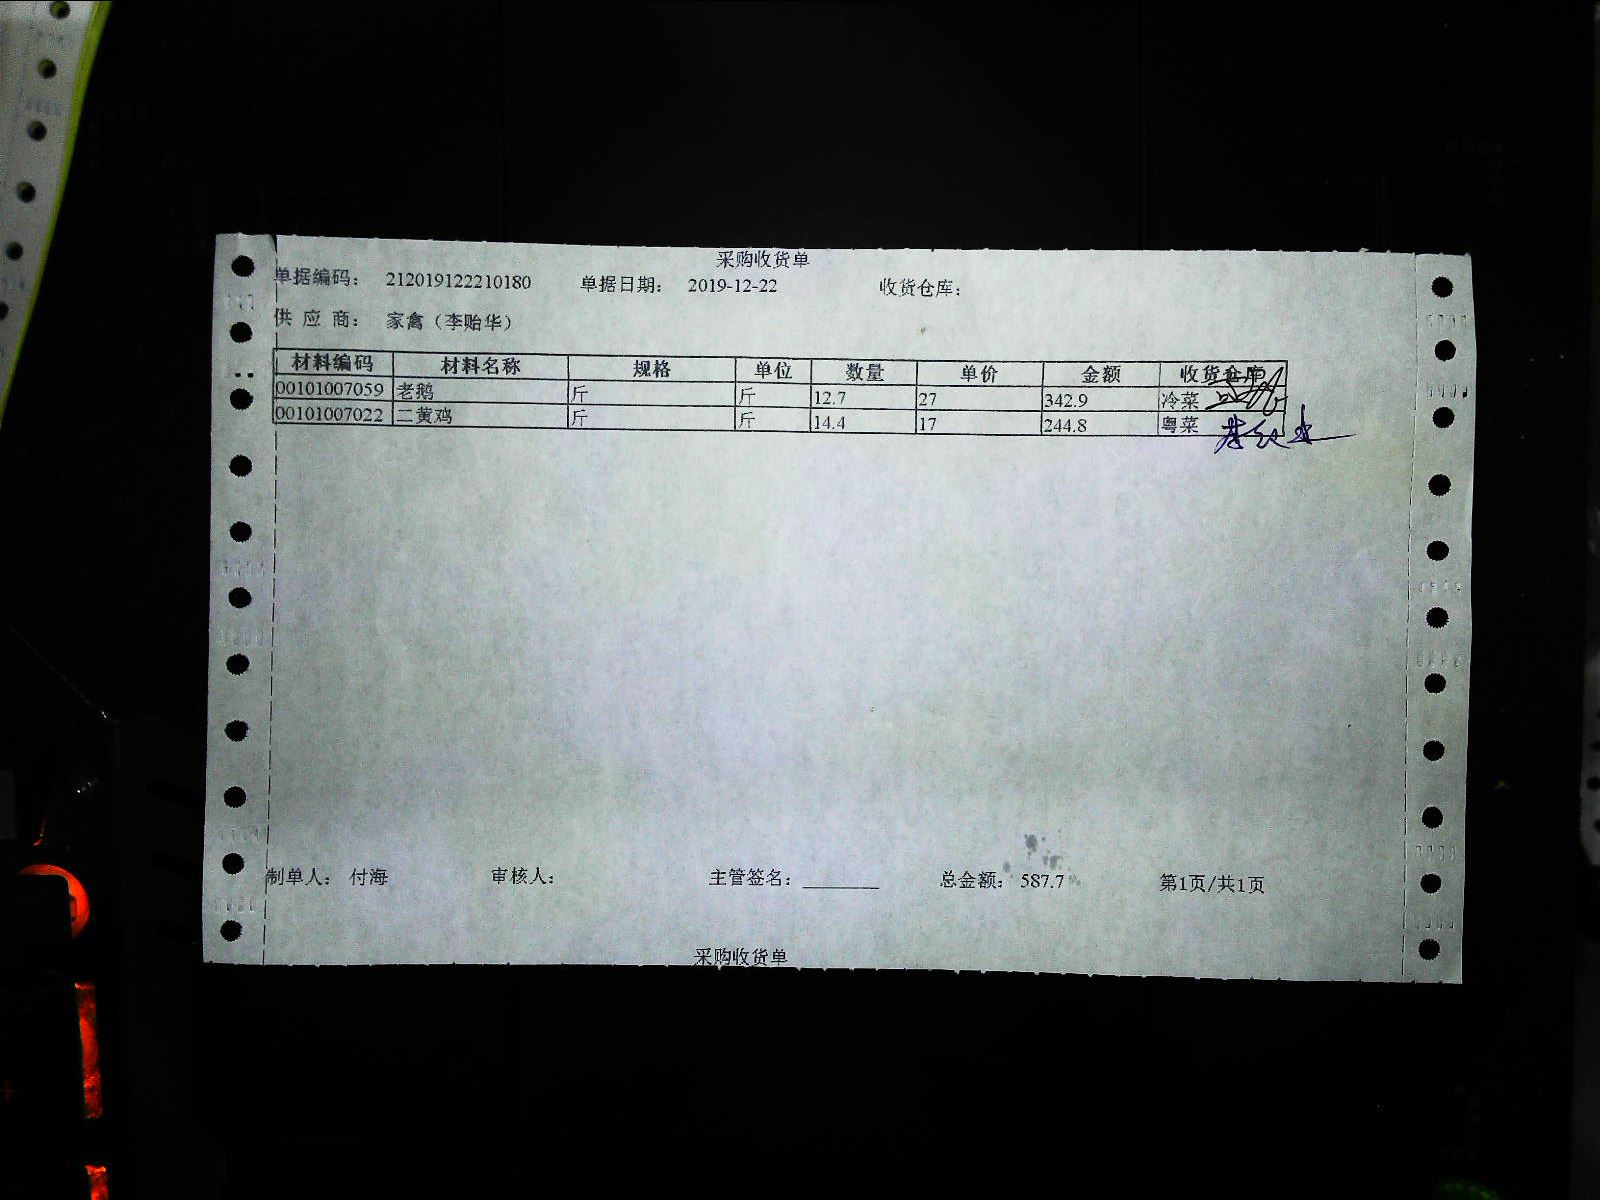 采购收货单
单据编码： 212019122210180 单据日期： 2019-12-22 收货仓库：
供 应 商： 家禽（李贻华）
材料编码 材料名称 规格 单位 数量 单价 金额 收货仓库
00101007059 老鹅 斤 斤 12.7 27 342.9 冷菜
00101007022 二黄鸡 斤 斤 14.4 17 244.8 粤菜
制单人： 付海 审核人： 主管签名： 总金额： 587.7 第1页/共1页
采购收货单